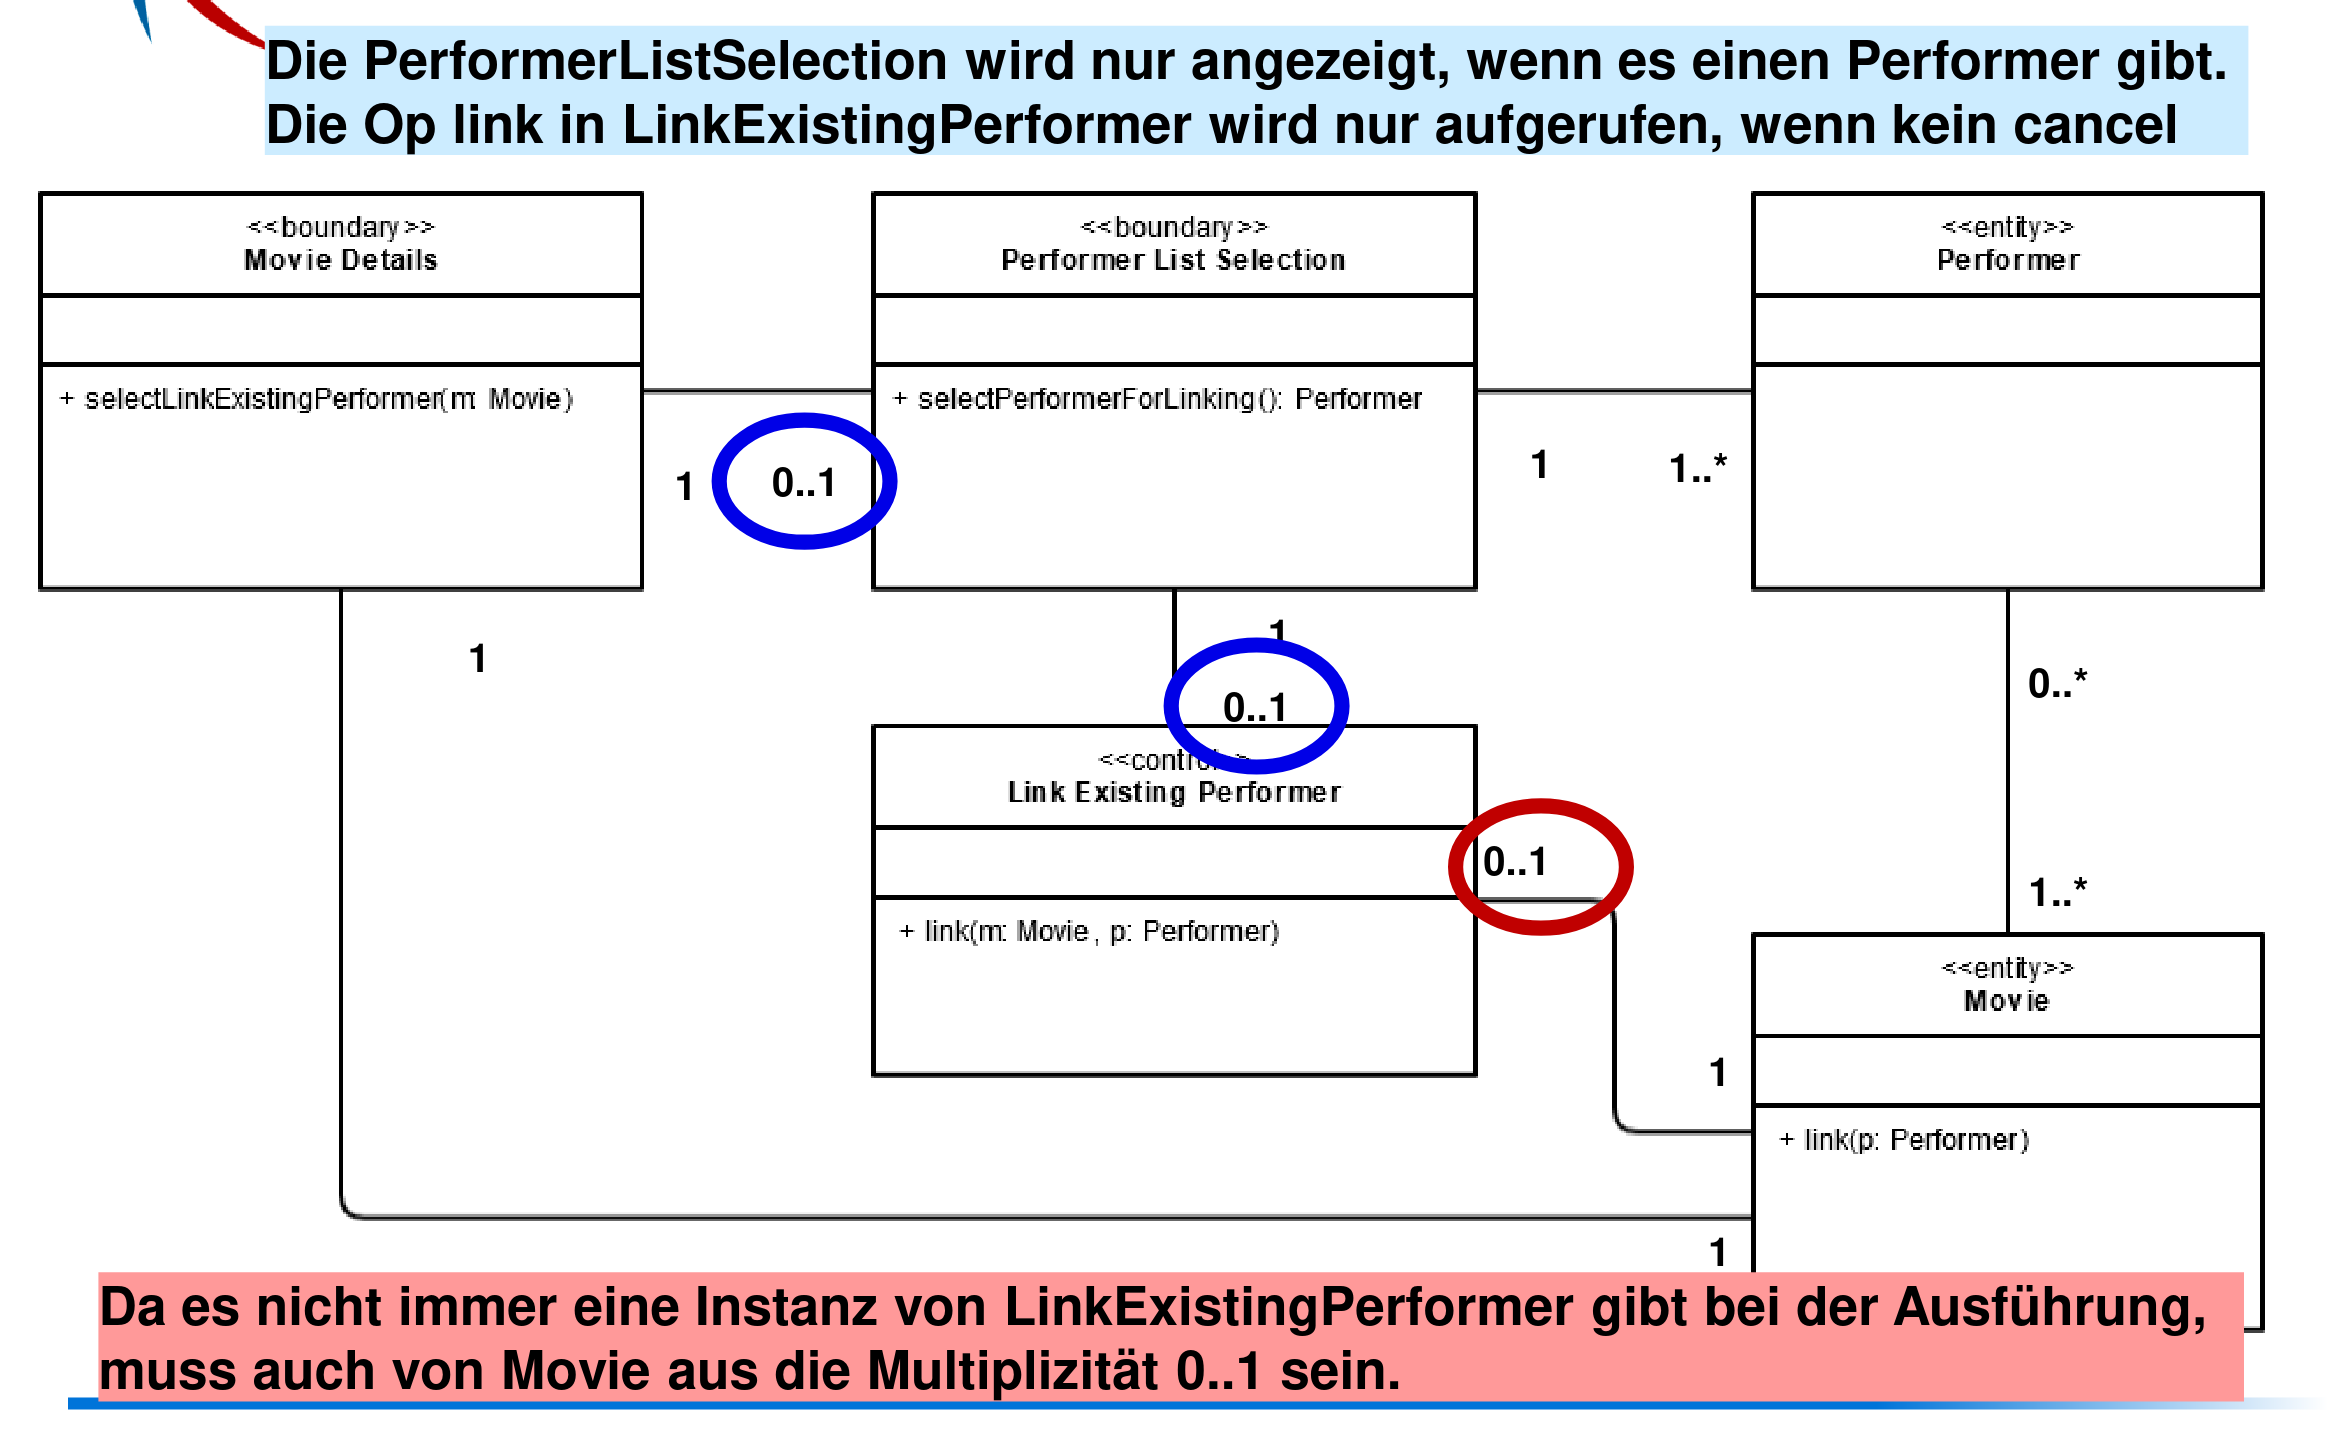 Die PerformerListSelection wird nur angezeigt, wenn es einen Performer gibt.
Die Op link in LinkExistingPerformer wird nur aufgerufen, wenn kein cancel
<<boundary>>
Movie Details
+ selectLinkExistingPerformer(m: Movie)
<<boundary>>
Performer List Selection
+ selectPerformerForLinking(): Performer
<<entity>>
Performer
1
0..1
1
1..*
1
1
0..1
0..*
<<control>>
Link Existing Performer
+ link(m: Movie, p: Performer)
0..1
1..*
<<entity>>
Movie
+ link(p: Performer)
1
1
Da es nicht immer eine Instanz von LinkExistingPerformer gibt bei der Ausführung,
muss auch von Movie aus die Multiplizität 0..1 sein.